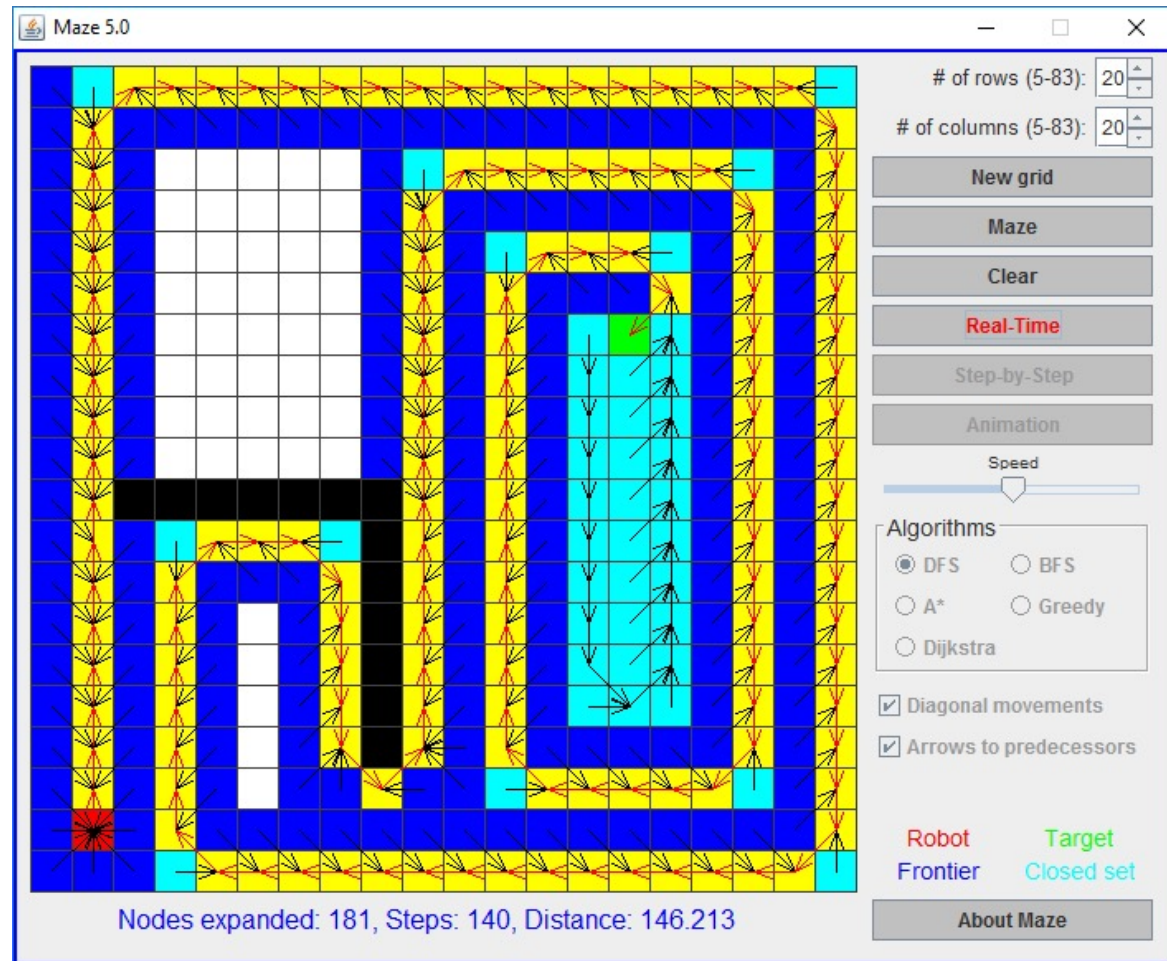 Maze 5.0
# of rows (5-83): 20
# of columns (5-83): 20
New grid
Maze
Clear
Real-Time
Step-by-Step
Animation
Speed
Algorithms
DFS BFS
A* Greedy
Dijkstra
Diagonal movements
Arrows to predecessors
Robot Target
Frontier Closed set
About Maze
Nodes expanded: 181, Steps: 140, Distance: 146.213